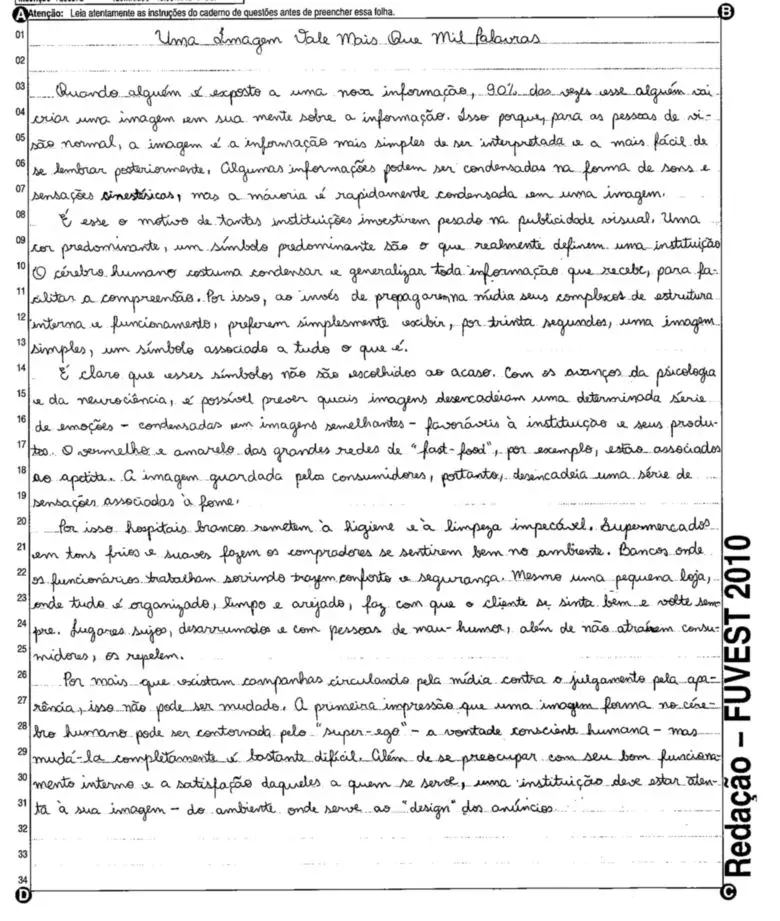 Atenção: Leia atentamente as instruções do caderno de questões antes de preencher essa folha.
A
B
01 Uma Imagem Vale Mais Que Mil Palavras
02
03 Quando alguém é exposto a uma nova informação, 90% das vezes esse alguém vai
04 criar uma imagem em sua mente sobre a informação. Isso porque, para as pessoas de vi-
05 são normal, a imagem é a informação mais simples de ser interpretada e a mais fácil de
06 se lembrar posteriormente. Algumas informações podem ser condensadas na forma de sons e
07 sensações cinestésicas, mas a maioria é rapidamente condensada em uma imagem.
08 É esse o motivo de tantas instituições investirem pesado na publicidade visual. Uma
09 cor predominante, um símbolo predominante são o que realmente definem uma instituição
10 O cérebro humano costuma condensar e generalizar toda informação que recebe, para fa-
11 cilitar a compreensão. Por isso, ao invés de propagarem na mídia seus complexos de estrutura
12 interna e funcionamento, preferem simplesmente exibir, por trinta segundos, uma imagem
13 simples, um símbolo associado a tudo o que é.
14 É claro que esses símbolos não são escolhidos ao acaso. Com os avanços da psicologia
15 e da neurociência, é possível prever quais imagens desencadeiam uma determinada série
16 de emoções – condensadas em imagens semelhantes – favoráveis à instituição e seus produ-
17 tos. O vermelho e amarelo das grandes redes de "fast-food", por exemplo, estão associados
18 ao apetite. A imagem guardada pelos consumidores, portanto, desencadeia uma série de
19 sensações associadas à fome.
20 Por isso hospitais brancos remetem à higiene e à limpeza impecável. Supermercados
21 em tons frios e suaves fazem os compradores se sentirem bem no ambiente. Bancos onde
22 os funcionários trabalham sorrindo trazem conforto e segurança. Mesmo uma pequena loja,
23 onde tudo é organizado, limpo e arejado, faz com que o cliente se sinta bem e volte sem-
24 pre. Lugares sujos, desarrumados e com pessoas de mau-humor, além de não atraírem consu-
25 midores, os repelem.
26 Por mais que existam campanhas circulando pela mídia contra o julgamento pela apa-
27 rência, isso não pode ser mudado. A primeira impressão que uma imagem forma no cére-
28 bro humano pode ser contornada pelo "super-ego" – a vontade consciente humana – mas
29 mudá-la completamente é bastante difícil. Além de se preocupar com seu bom funciona-
30 mento interno e a satisfação daqueles a quem se serve, uma instituição deve estar aten-
31 ta à sua imagem – do ambiente onde serve ao "design" dos anúncios.
32
33
34
D
C
Redação – FUVEST 2010